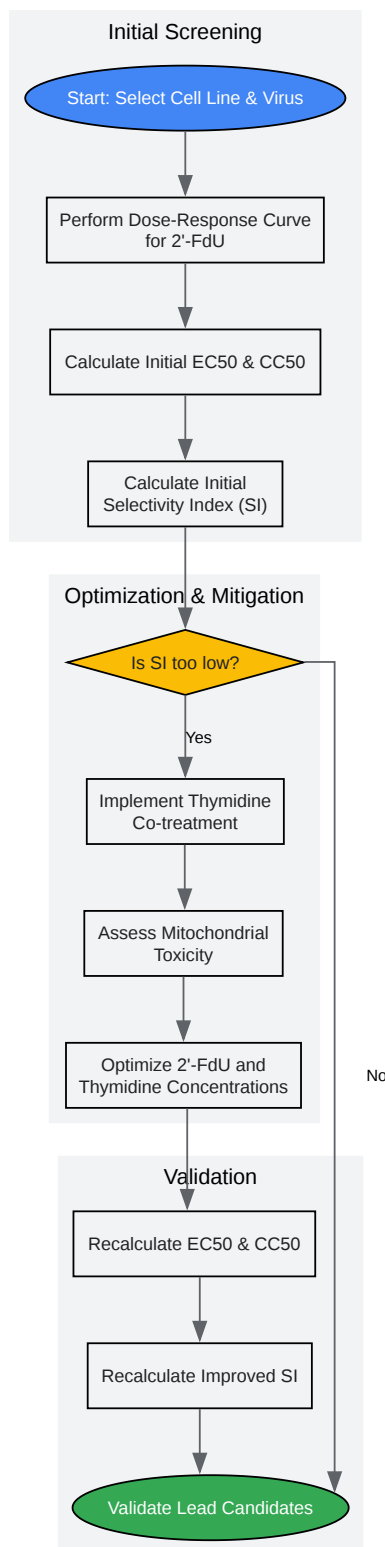 Initial Screening
Start: Select Cell Line & Virus
Perform Dose-Response Curve
for 2'-FdU
Calculate Initial EC50 & CC50
Calculate Initial
Selectivity Index (SI)
Optimization & Mitigation
Is SI too low?
Yes
Implement Thymidine
Co-treatment
Assess Mitochondrial
Toxicity
Optimize 2'-FdU and
Thymidine Concentrations
No
Validation
Recalculate EC50 & CC50
Recalculate Improved SI
Validate Lead Candidates